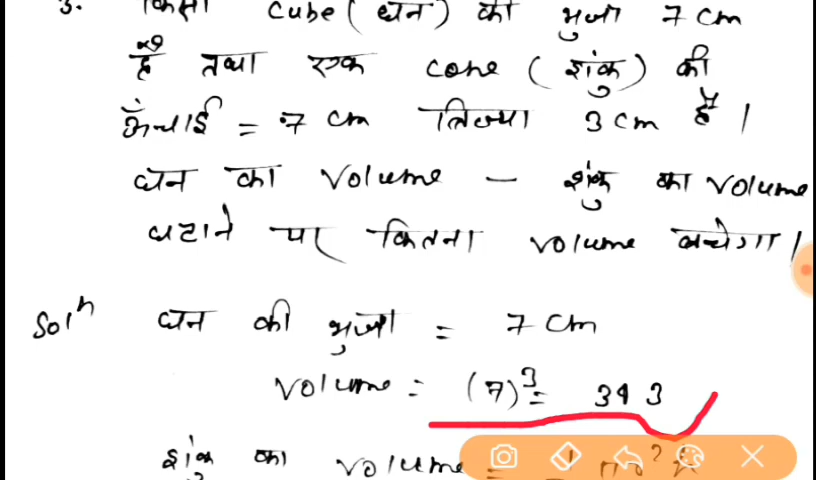 3. किसी cube (घन) की भुजा 7 cm
है तथा एक cone (शंकु) की
ऊँचाई = 7 cm त्रिज्या 3 cm है।
घन का volume – शंकु का volume
घटाने पर कितना volume बचेगा।
Solⁿ घन की भुजा = 7 cm
volume = (7)³ = 343
शंकु का volume =